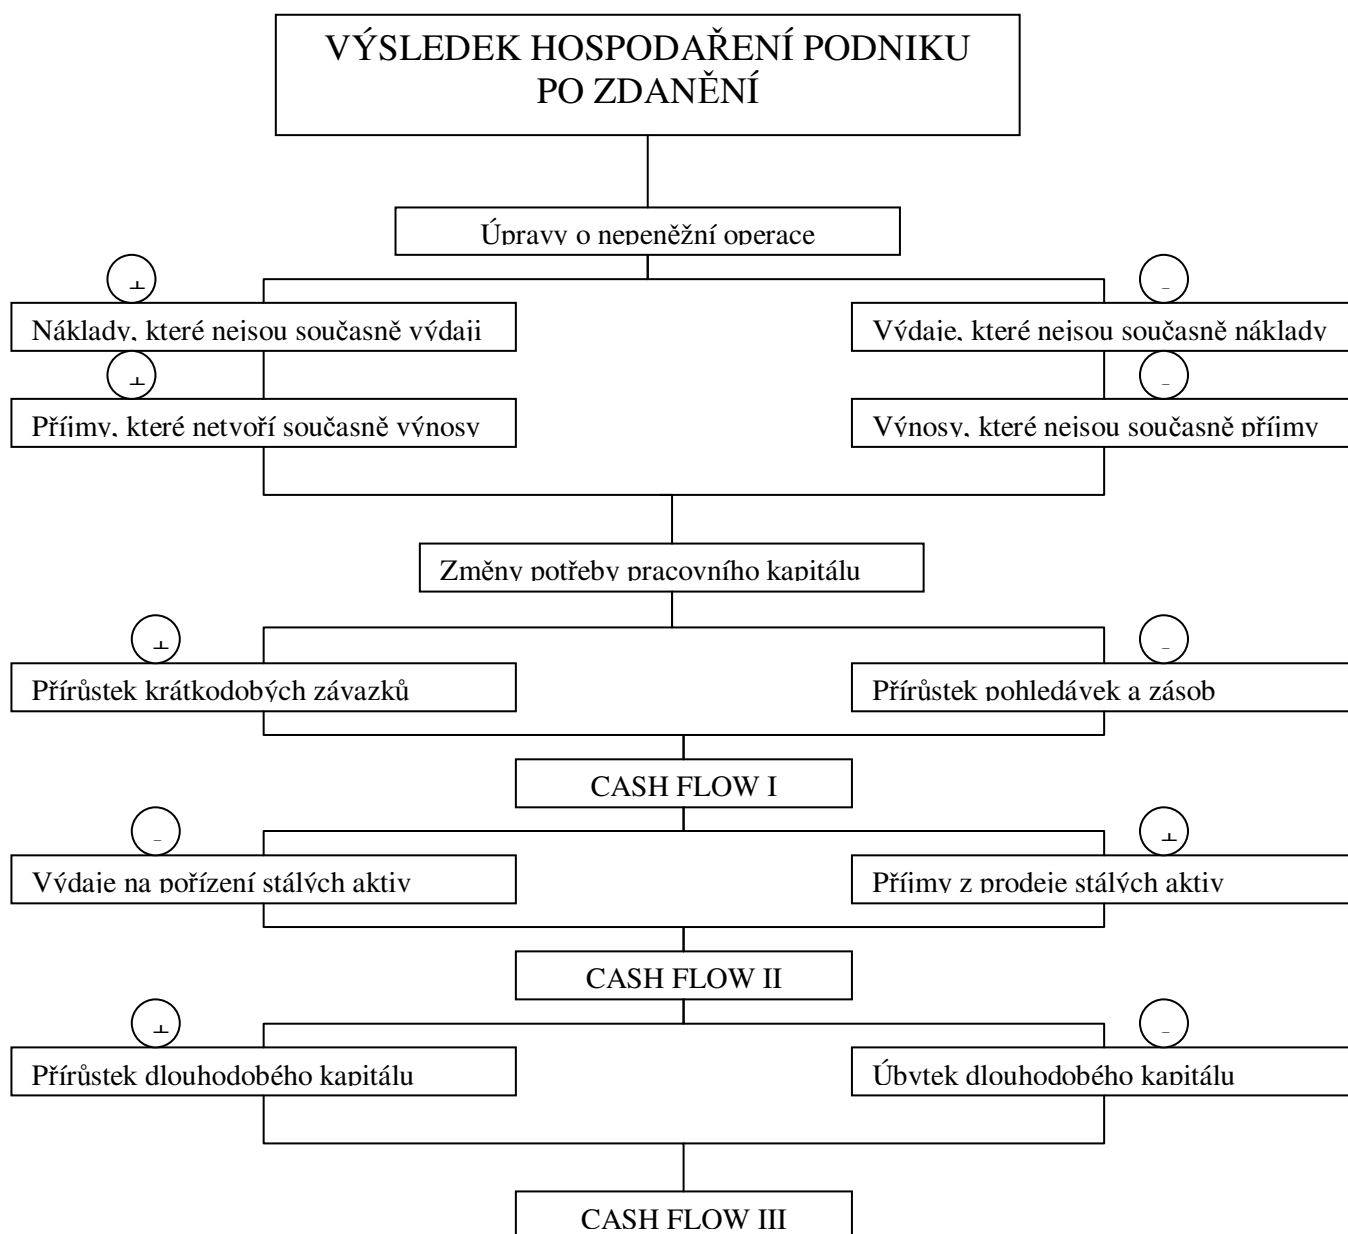 VÝSLEDEK HOSPODAŘENÍ PODNIKU
PO ZDANĚNÍ
Úpravy o nepeněžní operace
+
-
Náklady, které nejsou současně výdaji
Výdaje, které nejsou současně náklady
+
-
Příjmy, které netvoří současně výnosy
Výnosy, které nejsou současně příjmy
Změny potřeby pracovního kapitálu
+
-
Přírůstek krátkodobých závazků
Přírůstek pohledávek a zásob
CASH FLOW I
-
+
Výdaje na pořízení stálých aktiv
Příjmy z prodeje stálých aktiv
CASH FLOW II
+
-
Přírůstek dlouhodobého kapitálu
Úbytek dlouhodobého kapitálu
CASH FLOW III